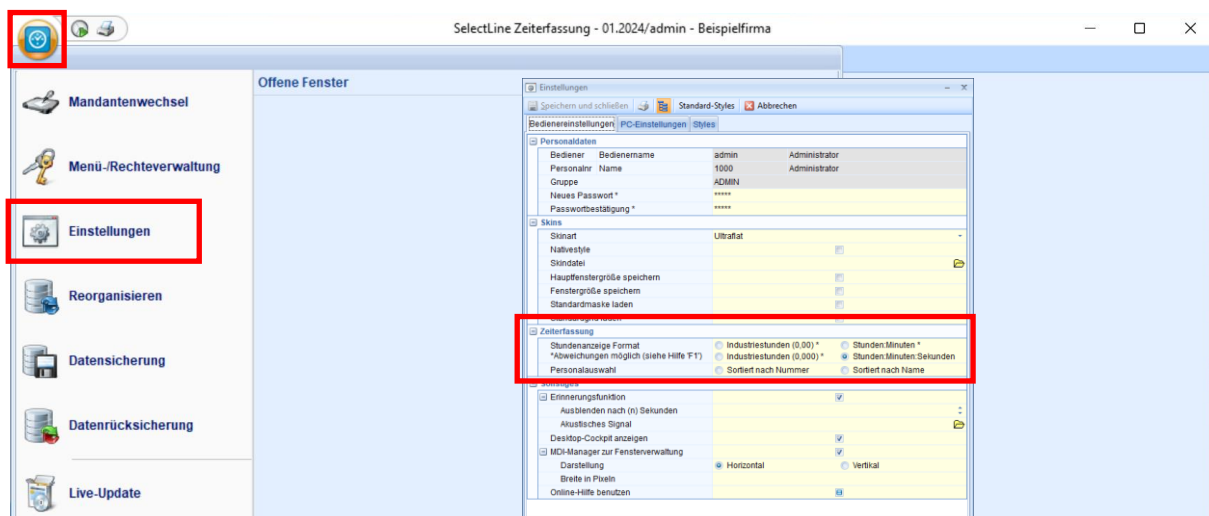 SelectLine Zeiterfassung - 01.2024/admin - Beispielfirma
Mandantenwechsel
Menü-/Rechteverwaltung
Einstellungen
Reorganisieren
Datensicherung
Datenrücksicherung
Live-Update
Offene Fenster
Einstellungen
Speichern und schließen Standard-Styles Abbrechen
Bedienereinstellungen PC-Einstellungen Styles
Personaldaten
Bediener Bedienername admin Administrator
Personalnr Name 1000 Administrator
Gruppe ADMIN
Neues Passwort * *****
Passwortbestätigung * *****
Skins
Skinart Ultraflat
Nativestyle
Skindatei
Hauptfenstergröße speichern
Fenstergröße speichern
Standardmaske laden
Zeiterfassung
Stundenanzeige Format Industriestunden (0,00) * Stunden:Minuten *
*Abweichungen möglich (siehe Hilfe 'F1') Industriestunden (0,000) * Stunden:Minuten:Sekunden
Personalauswahl Sortiert nach Nummer Sortiert nach Name
Sonstiges
Erinnerungsfunktion
Ausblenden nach (n) Sekunden
Akustisches Signal
Desktop-Cockpit anzeigen
MDI-Manager zur Fensterverwaltung
Darstellung Horizontal Vertikal
Breite in Pixeln
Online-Hilfe benutzen